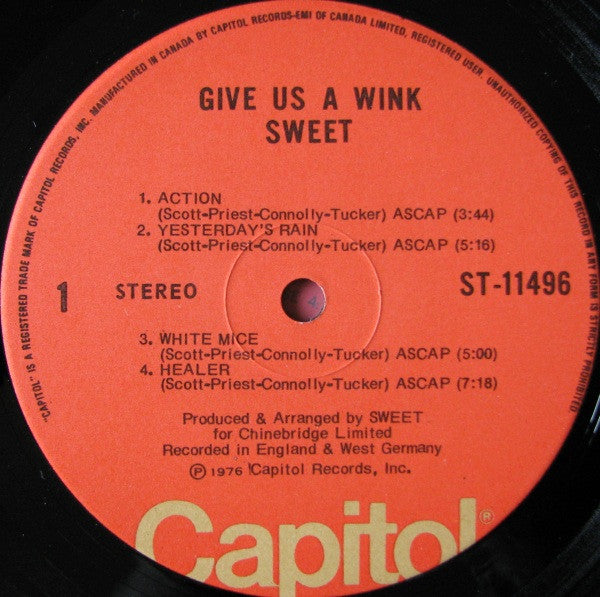 MANUFACTURED IN CANADA BY CAPITOL RECORDS-EMI OF CANADA LIMITED, REGISTERED USER. UNAUTHORIZED COPYING OF THIS RECORD IN ANY FORM IS STRICTLY PROHIBITED
"CAPITOL" IS A REGISTERED TRADE MARK OF CAPITOL RECORDS, INC.
GIVE US A WINK
SWEET
1. ACTION
(Scott-Priest-Connolly-Tucker) ASCAP (3:44)
2. YESTERDAY'S RAIN
(Scott-Priest-Connolly-Tucker) ASCAP (5:16)
1 STEREO ST-11496
3. WHITE MICE
(Scott-Priest-Connolly-Tucker) ASCAP (5:00)
4. HEALER
(Scott-Priest-Connolly-Tucker) ASCAP (7:18)
Produced & Arranged by SWEET
for Chinebridge Limited
Recorded in England & West Germany
℗ 1976 Capitol Records, Inc.
Capitol®